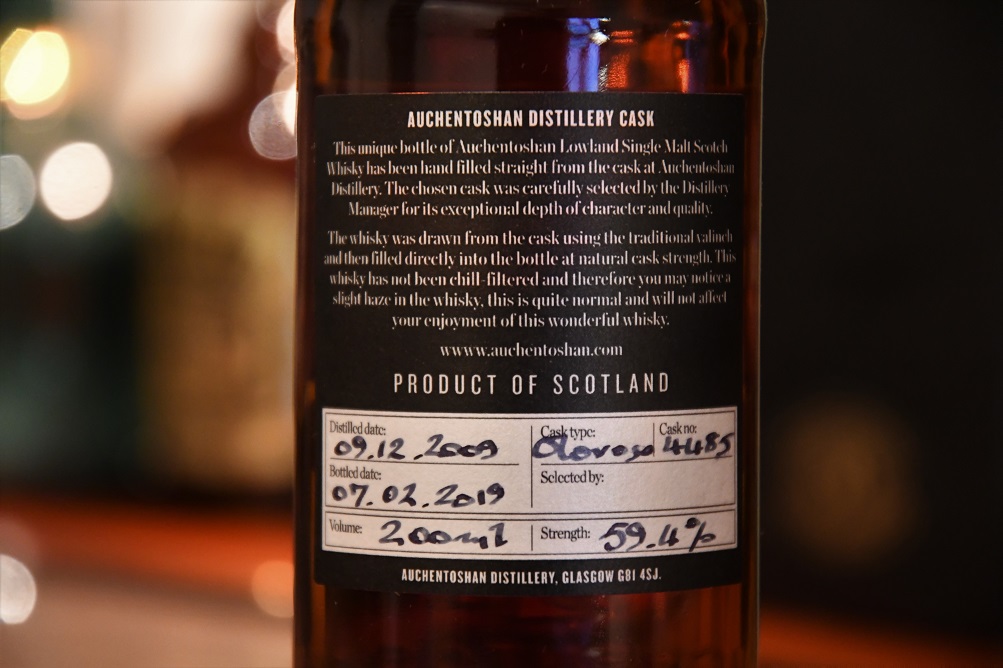 AUCHENTOSHAN DISTILLERY CASK
This unique bottle of Auchentoshan Lowland Single Malt Scotch
Whisky has been hand filled straight from the cask at Auchentoshan
Distillery. The chosen cask was carefully selected by the Distillery
Manager for its exceptional depth of character and quality.
The whisky was drawn from the cask using the traditional valinch
and then filled directly into the bottle at natural cask strength. This
whisky has not been chill-filtered and therefore you may notice a
slight haze in the whisky, this is quite normal and will not affect
your enjoyment of this wonderful whisky.
www.auchentoshan.com
PRODUCT OF SCOTLAND
Distilled date: 09.12.2009
Cask type: Oloroso
Cask no: 4485
Bottled date: 07.02.2019
Selected by:
Volume: 200ml
Strength: 59.4%
AUCHENTOSHAN DISTILLERY, GLASGOW G81 4SJ.